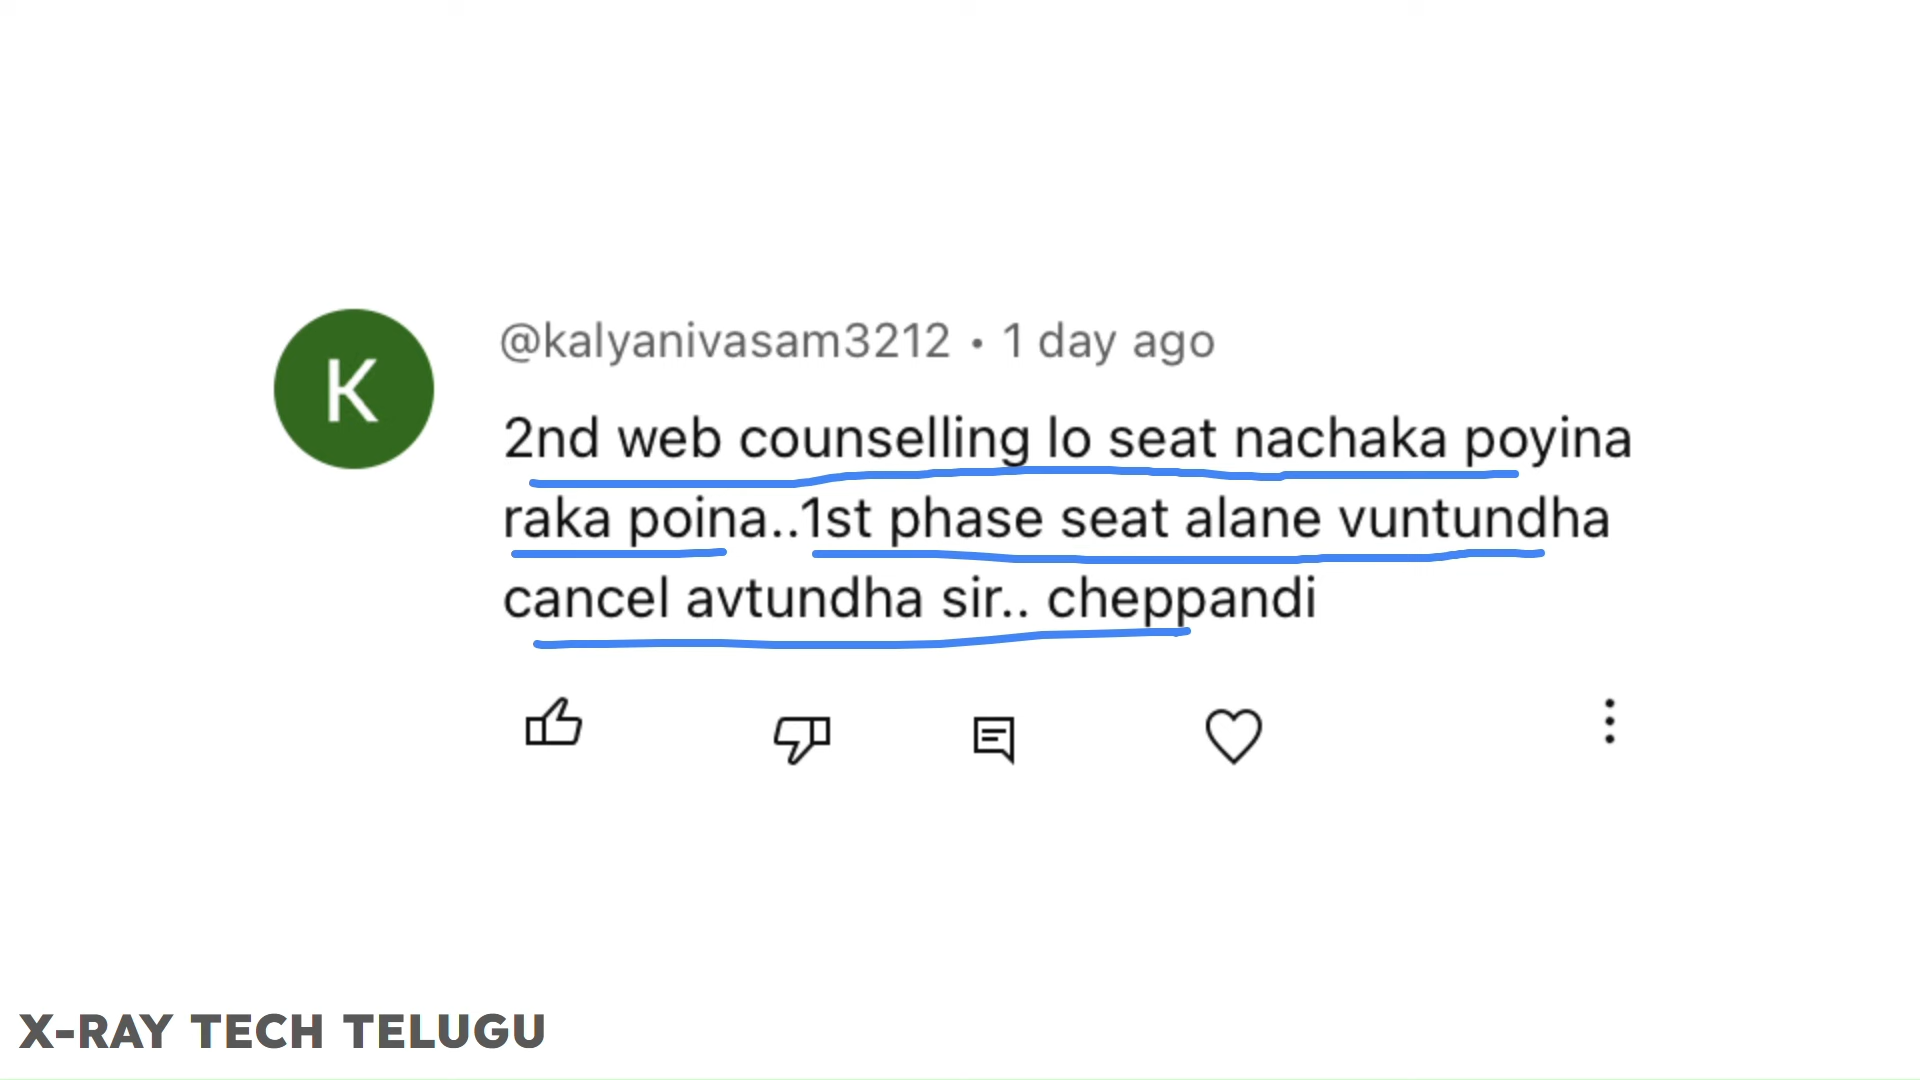 K
@kalyanivasam3212 • 1 day ago
2nd web counselling lo seat nachaka poyina
raka poina..1st phase seat alane vuntundha
cancel avtundha sir.. cheppandi
X-RAY TECH TELUGU